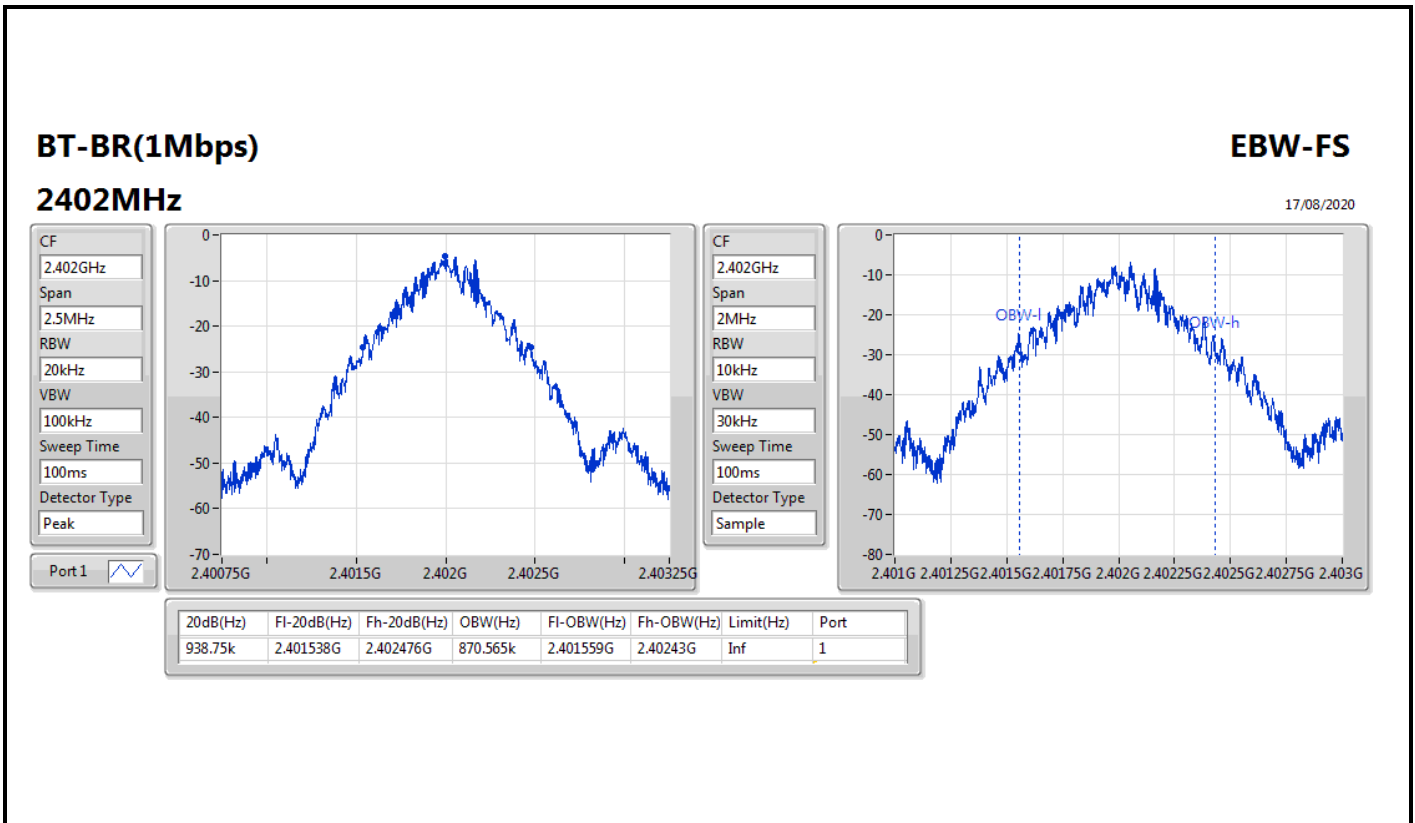 BT-BR(1Mbps)
EBW-FS
2402MHz
17/08/2020
CF
2.402GHz
Span
2.5MHz
RBW
20kHz
VBW
100kHz
Sweep Time
100ms
Detector Type
Peak
Port 1
0
-10
-20
-30
-40
-50
-60
-70
2.40075G 2.4015G 2.402G 2.4025G 2.40325G
CF
2.402GHz
Span
2MHz
RBW
10kHz
VBW
30kHz
Sweep Time
100ms
Detector Type
Sample
0
-10
-20
-30
-40
-50
-60
-70
-80
OBW-l
OBW-h
2.401G 2.40125G 2.4015G 2.40175G 2.402G 2.40225G 2.4025G 2.40275G 2.403G
20dB(Hz) Fl-20dB(Hz) Fh-20dB(Hz) OBW(Hz) Fl-OBW(Hz) Fh-OBW(Hz) Limit(Hz) Port
938.75k 2.401538G 2.402476G 870.565k 2.401559G 2.40243G Inf 1